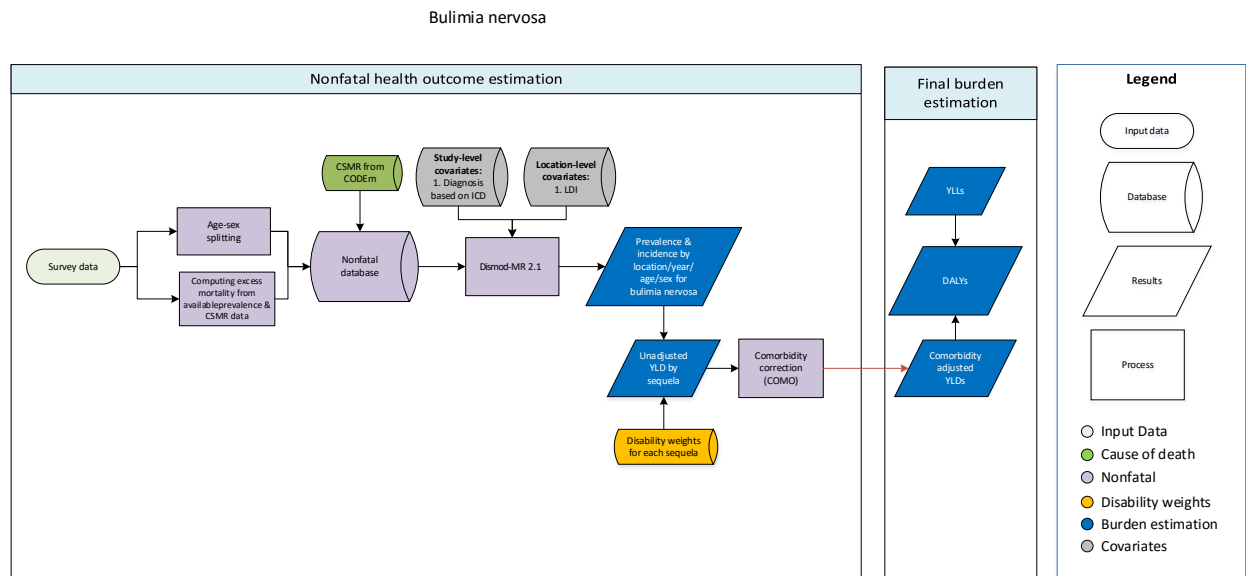 Bulimia nervosa
Nonfatal health outcome estimation
Survey data
Age-sex
splitting
Computing excess
mortality from
availableprevalence &
CSMR data
CSMR from
CODEm
Nonfatal
database
Study-level
covariates:
1. Diagnosis
based on ICD
Location-level
covariates:
1. LDI
Dismod-MR 2.1
Prevalence &
incidence by
location/year/
age/sex for
bulimia nervosa
Unadjusted
YLD by
sequela
Disability weights
for each sequela
Comorbidity
correction
(COMO)
Final burden
estimation
YLLs
DALYs
Comorbidity
adjusted
YLDs
Legend
Input data
Database
Results
Process
Input Data
Cause of death
Nonfatal
Disability weights
Burden estimation
Covariates